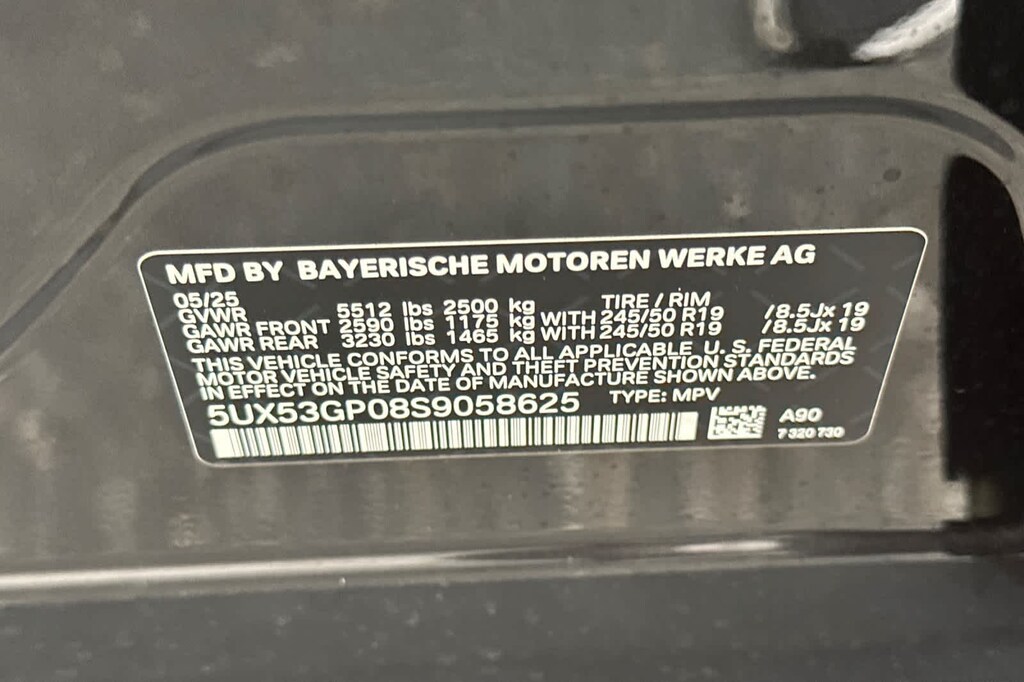 MFD BY BAYERISCHE MOTOREN WERKE AG
05/25 TIRE / RIM
GVWR 5512 lbs 2500 kg
GAWR FRONT 2590 lbs 1175 kg WITH 245/50 R19 / 8.5Jx 19
GAWR REAR 3230 lbs 1465 kg WITH 245/50 R19 / 8.5Jx 19
THIS VEHICLE CONFORMS TO ALL APPLICABLE U. S. FEDERAL
MOTOR VEHICLE SAFETY AND THEFT PREVENTION STANDARDS
IN EFFECT ON THE DATE OF MANUFACTURE SHOWN ABOVE.
5UX53GP08S9058625 TYPE: MPV
A90
7 320 730